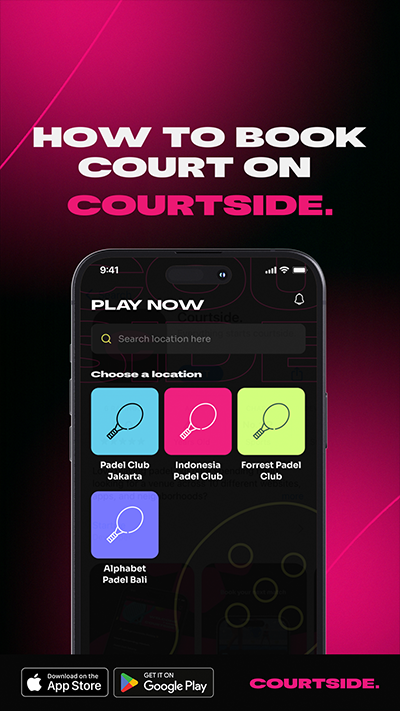 HOW TO BOOK
COURT ON
COURTSIDE.
9:41
PLAY NOW
Courtside.
Search location here
Choose a location
Padel Club
Jakarta
Indonesia
Padel Club
Forrest Padel
Club
Alphabet
Padel Bali
Download on the
App Store
GET IT ON
Google Play
COURTSIDE.